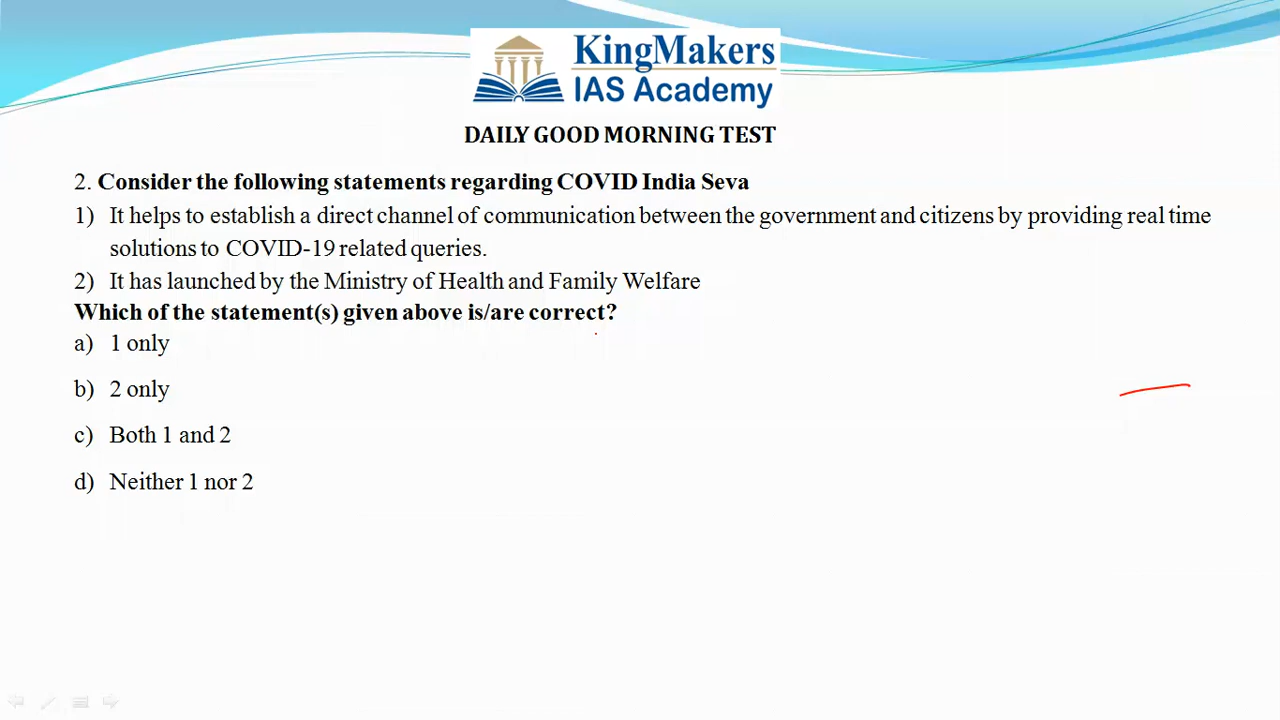 KingMakers
IAS Academy
DAILY GOOD MORNING TEST
2. Consider the following statements regarding COVID India Seva
1) It helps to establish a direct channel of communication between the government and citizens by providing real time
solutions to COVID-19 related queries.
2) It has launched by the Ministry of Health and Family Welfare
Which of the statement(s) given above is/are correct?
a) 1 only
b) 2 only
c) Both 1 and 2
d) Neither 1 nor 2